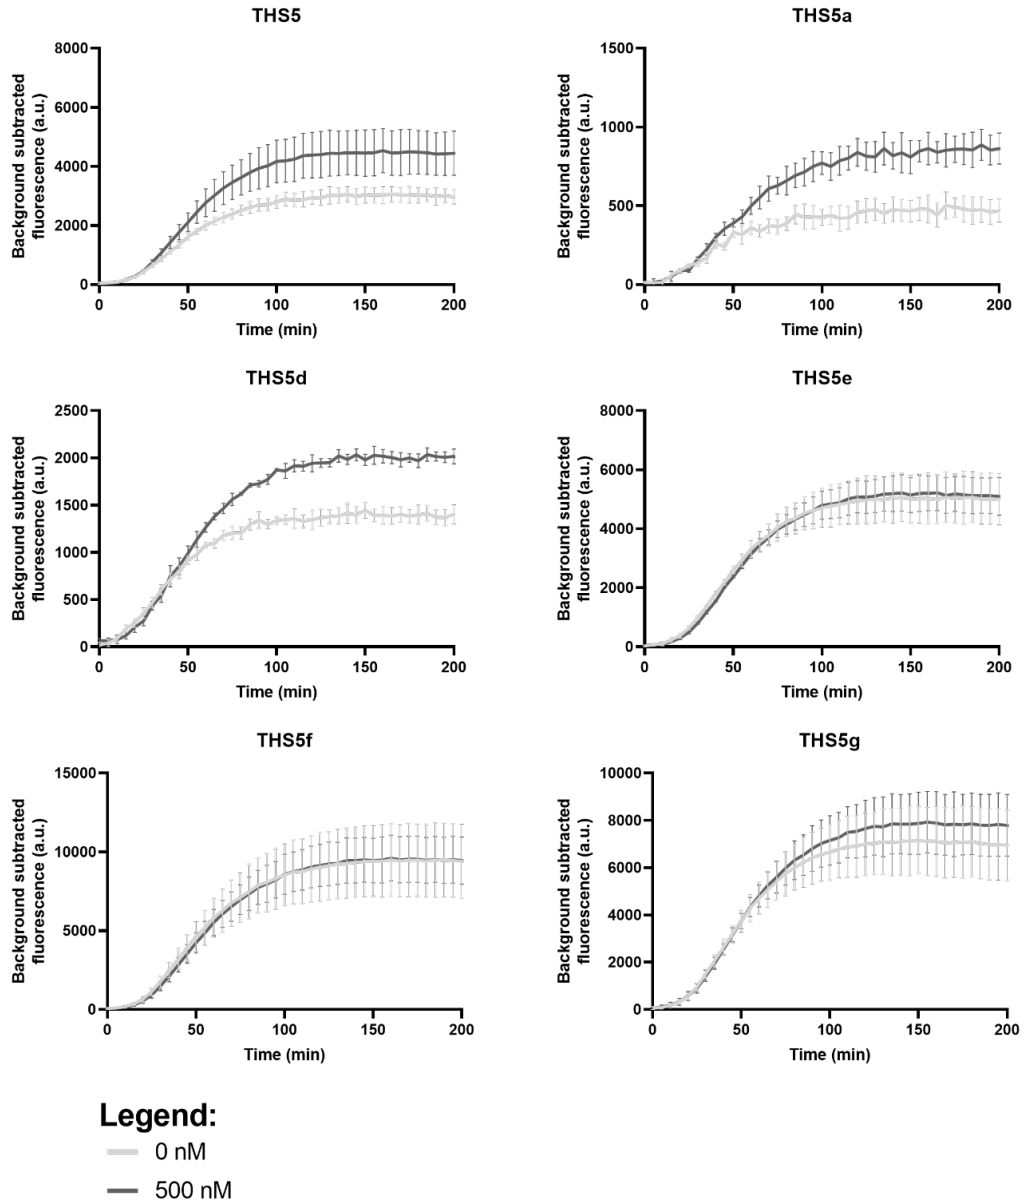 THS5
8000
6000
4000
2000
0
0 50 100 150 200
Background subtracted
fluorescence (a.u.)
Time (min)
THS5a
1500
1000
500
0
0 50 100 150 200
Background subtracted
fluorescence (a.u.)
Time (min)
THS5d
2500
2000
1500
1000
500
0
0 50 100 150 200
Background subtracted
fluorescence (a.u.)
Time (min)
THS5e
8000
6000
4000
2000
0
0 50 100 150 200
Background subtracted
fluorescence (a.u.)
Time (min)
THS5f
15000
10000
5000
0
0 50 100 150 200
Background subtracted
fluorescence (a.u.)
Time (min)
THS5g
10000
8000
6000
4000
2000
0
0 50 100 150 200
Background subtracted
fluorescence (a.u.)
Time (min)
Legend:
0 nM
500 nM